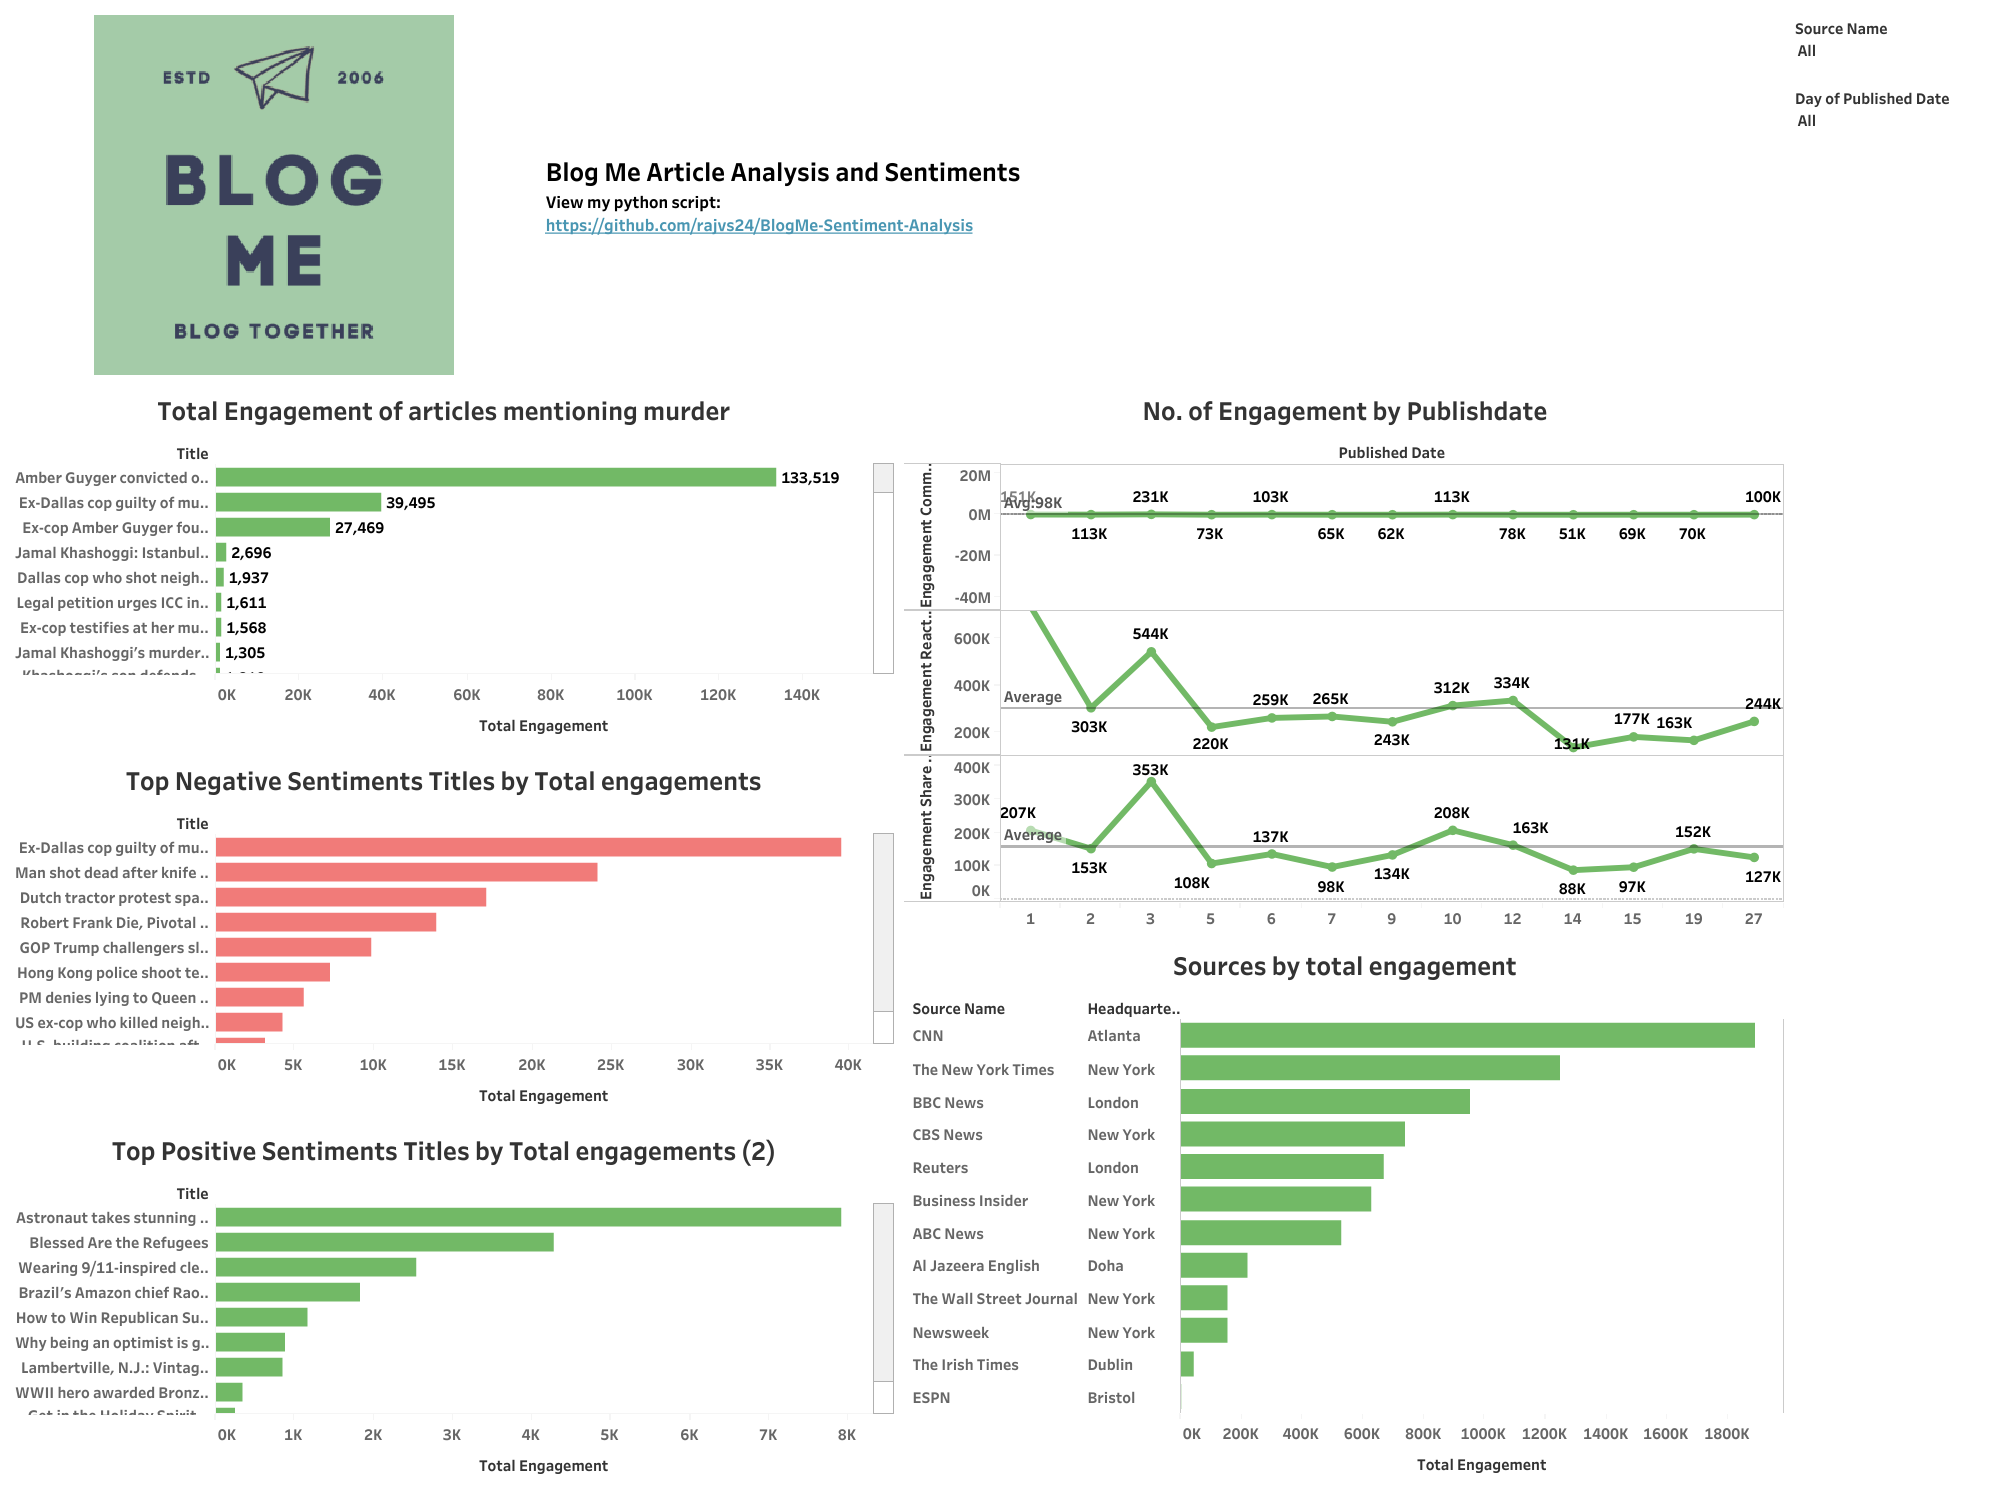 ESTD 2006
BLOG
ME
BLOG TOGETHER
Source Name
All
Day of Published Date
All
Blog Me Article Analysis and Sentiments
View my python script:
https://github.com/rajvs24/BlogMe-Sentiment-Analysis
Total Engagement of articles mentioning murder
Title
Amber Guyger convicted o.. 133,519
Ex-Dallas cop guilty of mu.. 39,495
Ex-cop Amber Guyger fou.. 27,469
Jamal Khashoggi: Istanbul.. 2,696
Dallas cop who shot neigh.. 1,937
Legal petition urges ICC in.. 1,611
Ex-cop testifies at her mu.. 1,568
Jamal Khashoggi's murder.. 1,305
Khashoggi's son defends..
0K 20K 40K 60K 80K 100K 120K 140K
Total Engagement
Top Negative Sentiments Titles by Total engagements
Title
Ex-Dallas cop guilty of mu..
Man shot dead after knife ..
Dutch tractor protest spa..
Robert Frank Die, Pivotal ..
GOP Trump challengers sl..
Hong Kong police shoot te..
PM denies lying to Queen ..
US ex-cop who killed neigh..
U.S. building coalition aft..
0K 5K 10K 15K 20K 25K 30K 35K 40K
Total Engagement
Top Positive Sentiments Titles by Total engagements (2)
Title
Astronaut takes stunning ..
Blessed Are the Refugees
Wearing 9/11-inspired cle..
Brazil's Amazon chief Rao..
How to Win Republican Su..
Why being an optimist is g..
Lambertville, N.J.: Vintag..
WWII hero awarded Bronz..
Get in the Holiday Spirit..
0K 1K 2K 3K 4K 5K 6K 7K 8K
Total Engagement
No. of Engagement by Publishdate
Published Date
Engagement Comm..
20M
0M
-20M
-40M
151K 231K 103K 113K 100K
Avg:98K
113K 73K 65K 62K 78K 51K 69K 70K
Engagement React..
600K
400K
200K
544K
Average
303K 220K 259K 265K 243K 312K 334K 131K 177K 163K 244K
Engagement Share ..
400K
300K
200K
100K
0K
353K
207K
Average
153K 108K 137K 98K 134K 208K 163K 88K 97K 152K 127K
1 2 3 5 6 7 9 10 12 14 15 19 27
Sources by total engagement
Source Name Headquarte..
CNN Atlanta
The New York Times New York
BBC News London
CBS News New York
Reuters London
Business Insider New York
ABC News New York
Al Jazeera English Doha
The Wall Street Journal New York
Newsweek New York
The Irish Times Dublin
ESPN Bristol
0K 200K 400K 600K 800K 1000K 1200K 1400K 1600K 1800K
Total Engagement